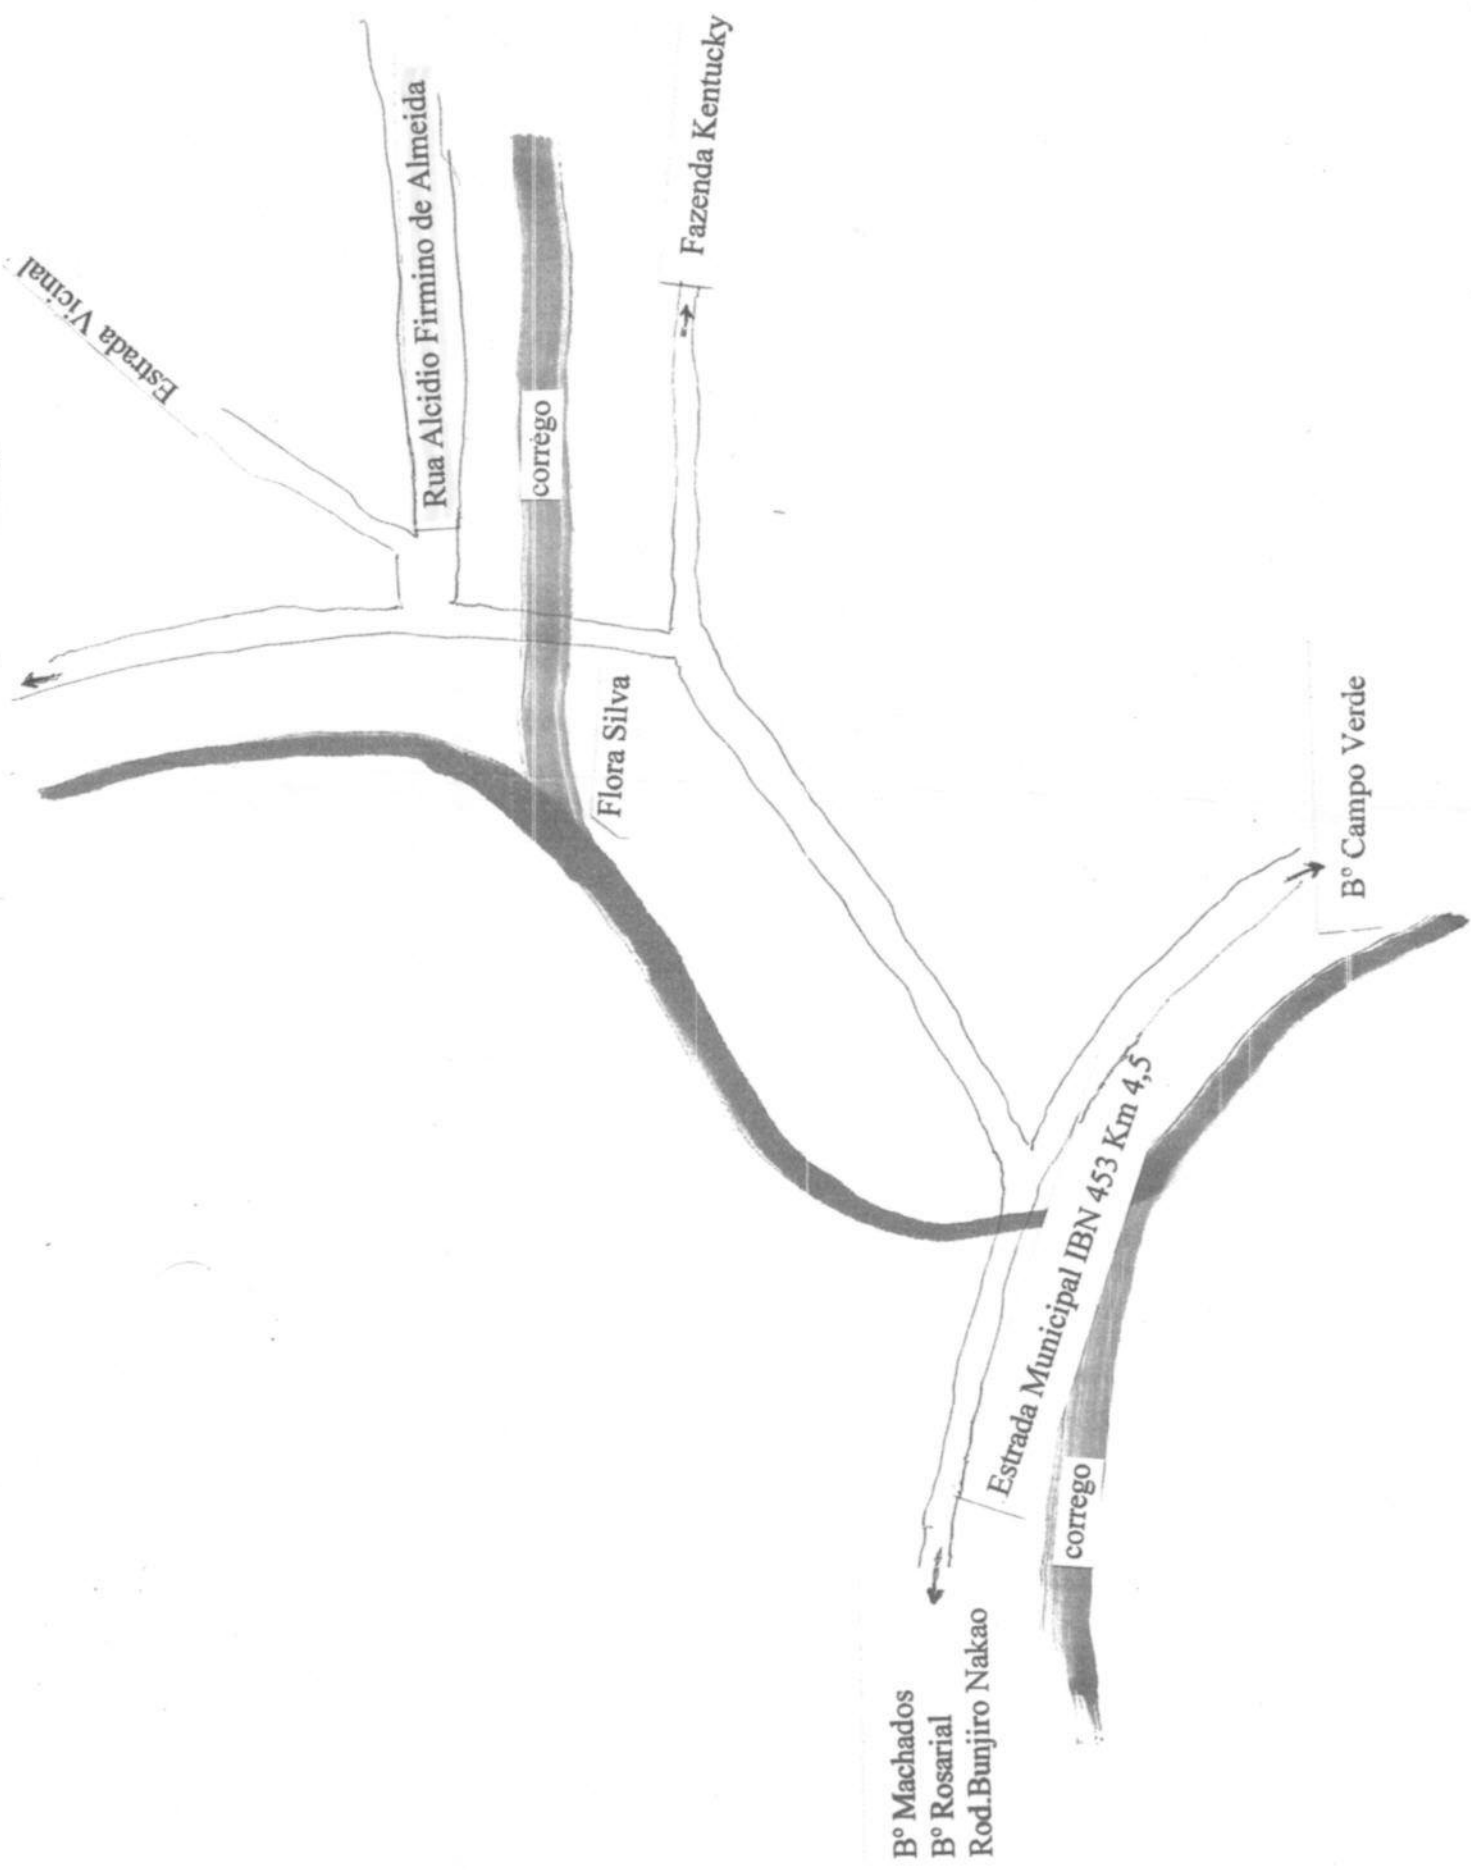 Estrada Vicinal
Rua Alcidio Firmino de Almeida
corrego
Fazenda Kentucky
Flora Silva
Bº Campo Verde
Estrada Municipal IBN 453 Km 4,5
corrego
Bº Machados
Bº Rosarial
Rod.Bunjiro Nakao